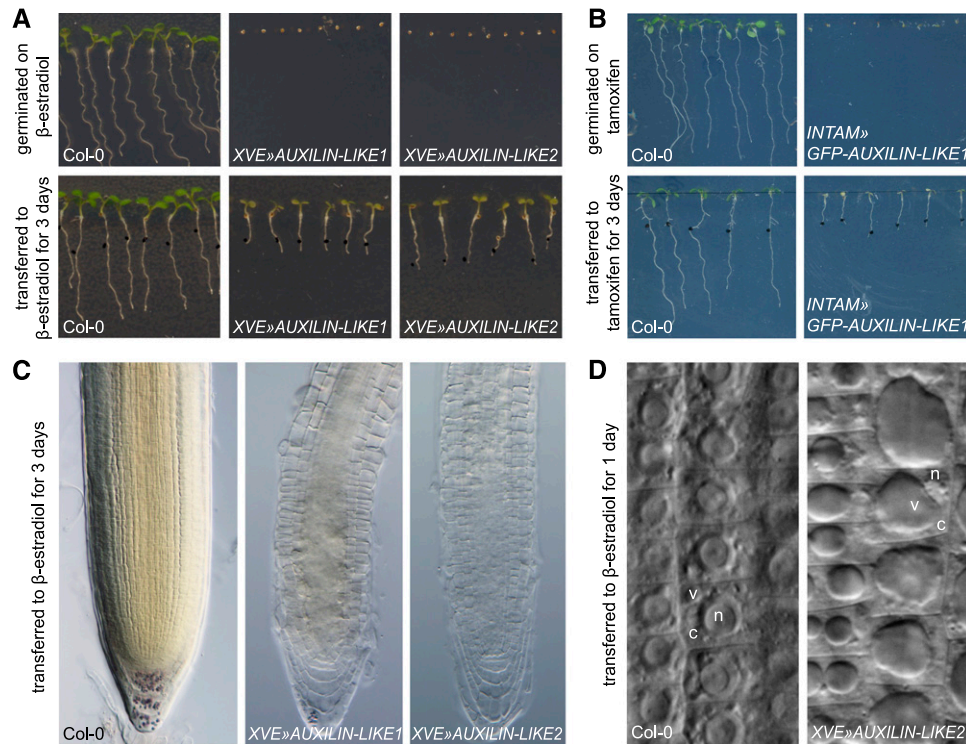 A
germinated on
β-estradiol
Col-0
XVE»AUXILIN-LIKE1
XVE»AUXILIN-LIKE2
transferred to
β-estradiol for 3 days
Col-0
XVE»AUXILIN-LIKE1
XVE»AUXILIN-LIKE2
B
germinated on
tamoxifen
Col-0
INTAM»
GFP-AUXILIN-LIKE1
transferred to
tamoxifen for 3 days
Col-0
INTAM»
GFP-AUXILIN-LIKE1
C
transferred to β-estradiol for 3 days
Col-0
XVE»AUXILIN-LIKE1
XVE»AUXILIN-LIKE2
D
transferred to β-estradiol for 1 day
v
n
c
Col-0
n
v
c
XVE»AUXILIN-LIKE2